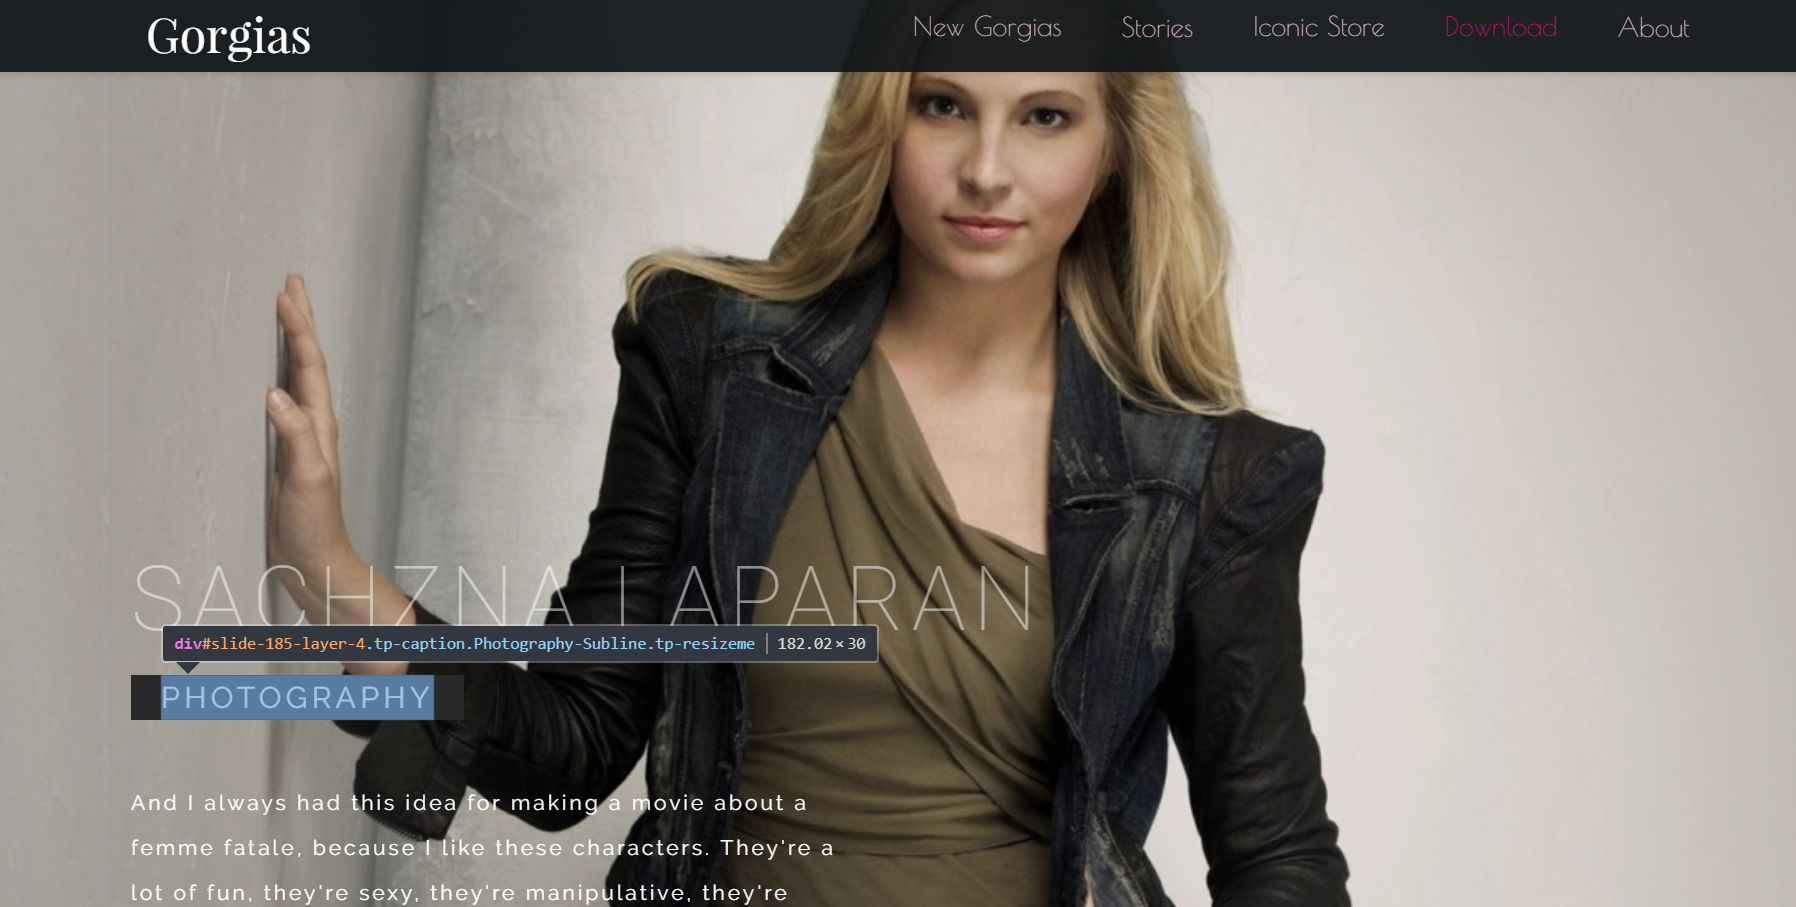 Gorgias
New Gorgias Stories Iconic Store Download About
SACHZNA LAPARAN
div#slide-185-layer-4.tp-caption.Photography-Subline.tp-resizeme | 182.02 × 30
PHOTOGRAPHY
And I always had this idea for making a movie about a
femme fatale, because I like these characters. They're a
lot of fun, they're sexy, they're manipulative, they're